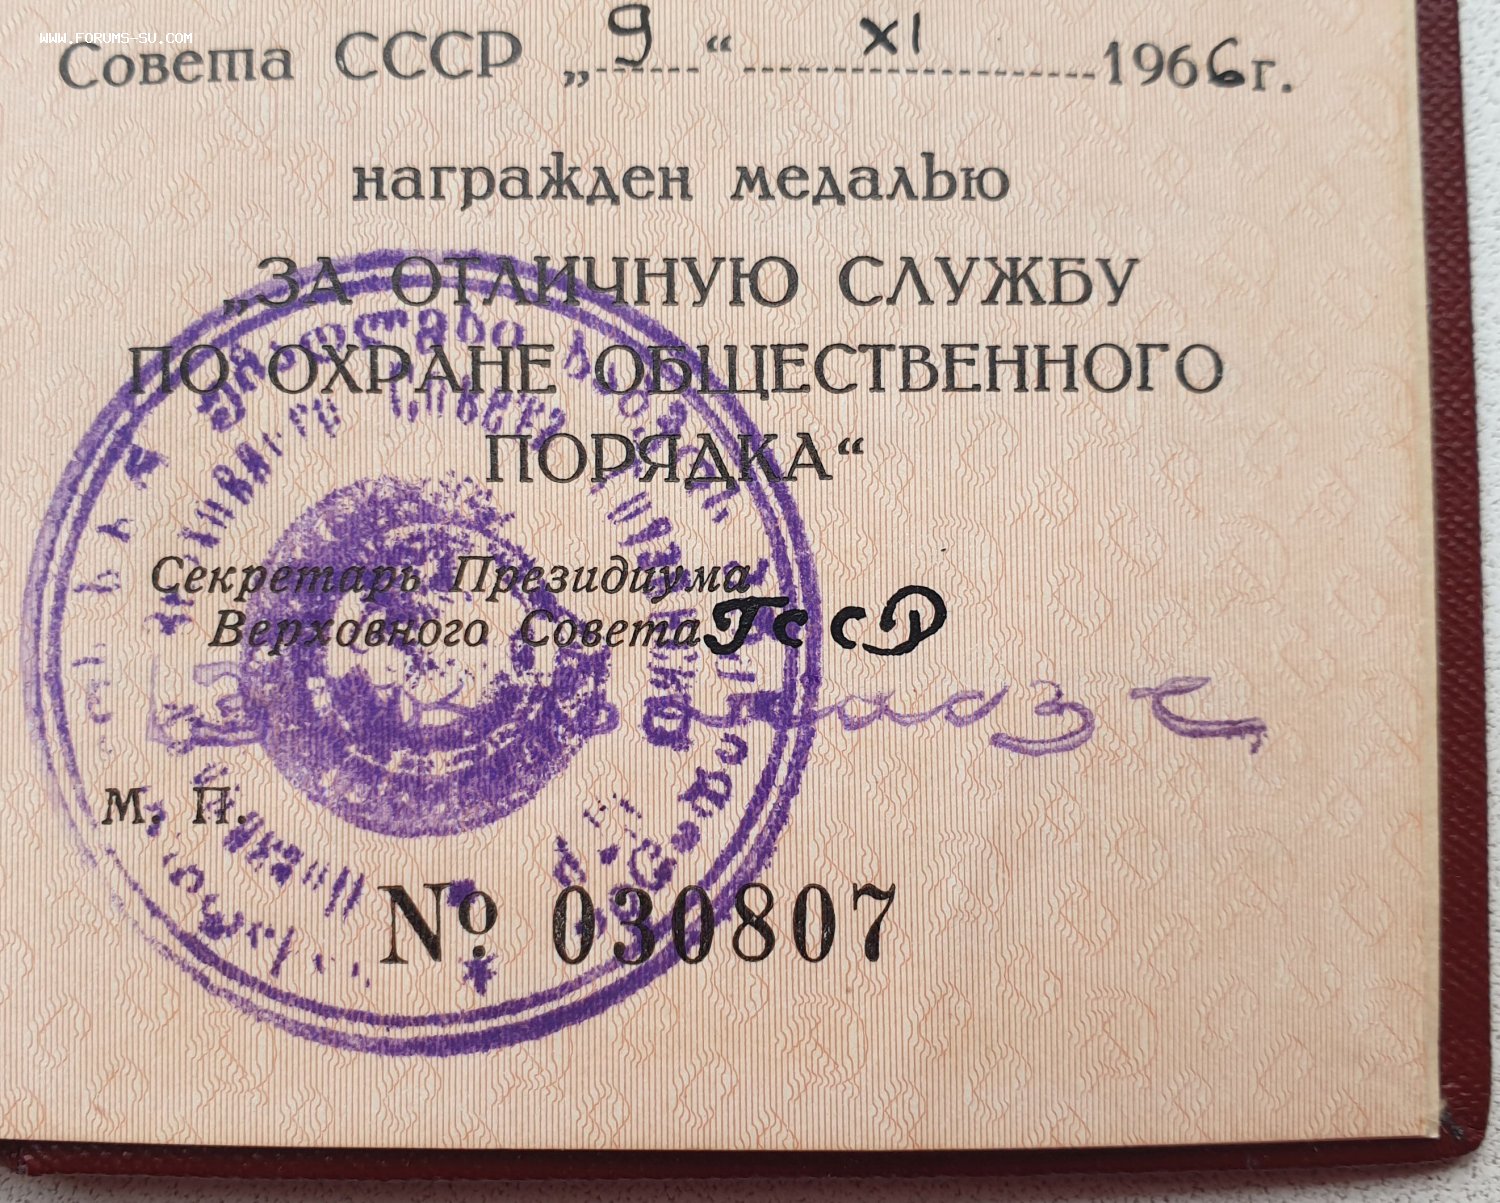 WWW.FORUMS-SU.COM
Совета СССР „ 9 “ XI 1966г.
награжден медалью
„ЗА ОТЛИЧНУЮ СЛУЖБУ
ПО ОХРАНЕ ОБЩЕСТВЕННОГО
ПОРЯДКА“
Секретарь Президиума
Верховного Совета ГССР
М. П.
№ 030807